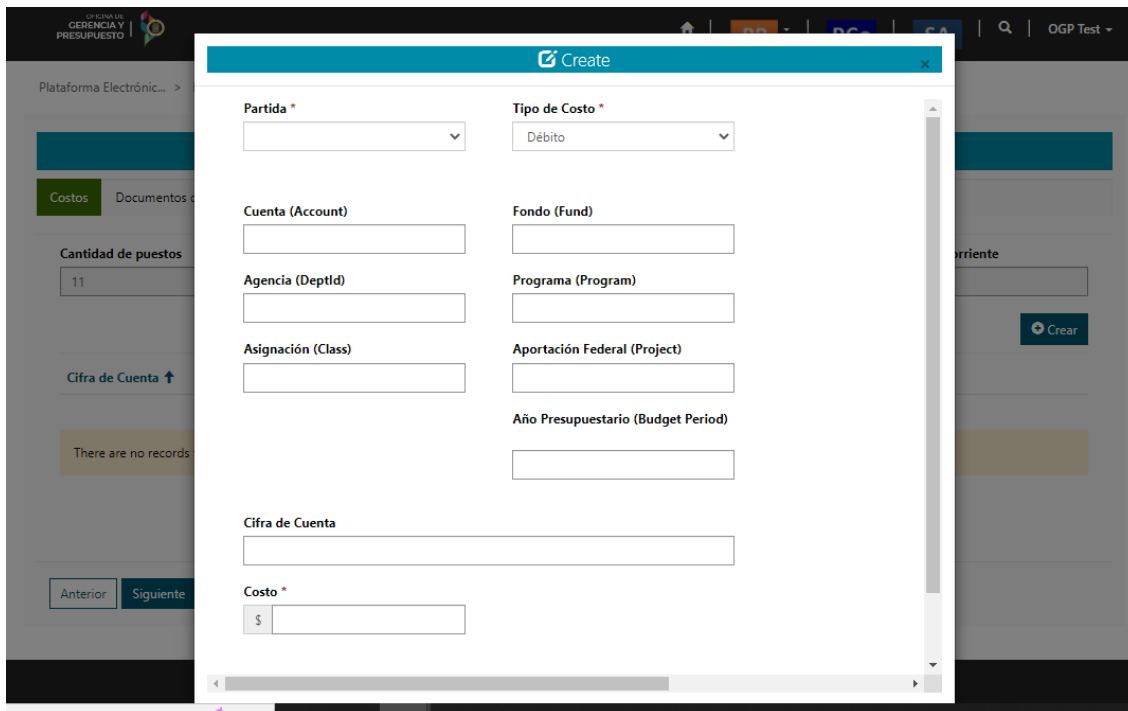 OFICINA DE
GERENCIA Y
PRESUPUESTO
OGP Test
Create
×
Plataforma Electrónic... >
Partida *
Tipo de Costo *
Débito
Costos
Documentos
Cuenta (Account)
Fondo (Fund)
Cantidad de puestos
11
Agencia (DeptId)
Programa (Program)
Crear
Asignación (Class)
Aportación Federal (Project)
Cifra de Cuenta
Año Presupuestario (Budget Period)
There are no records
Cifra de Cuenta
Anterior
Siguiente
Costo *
$